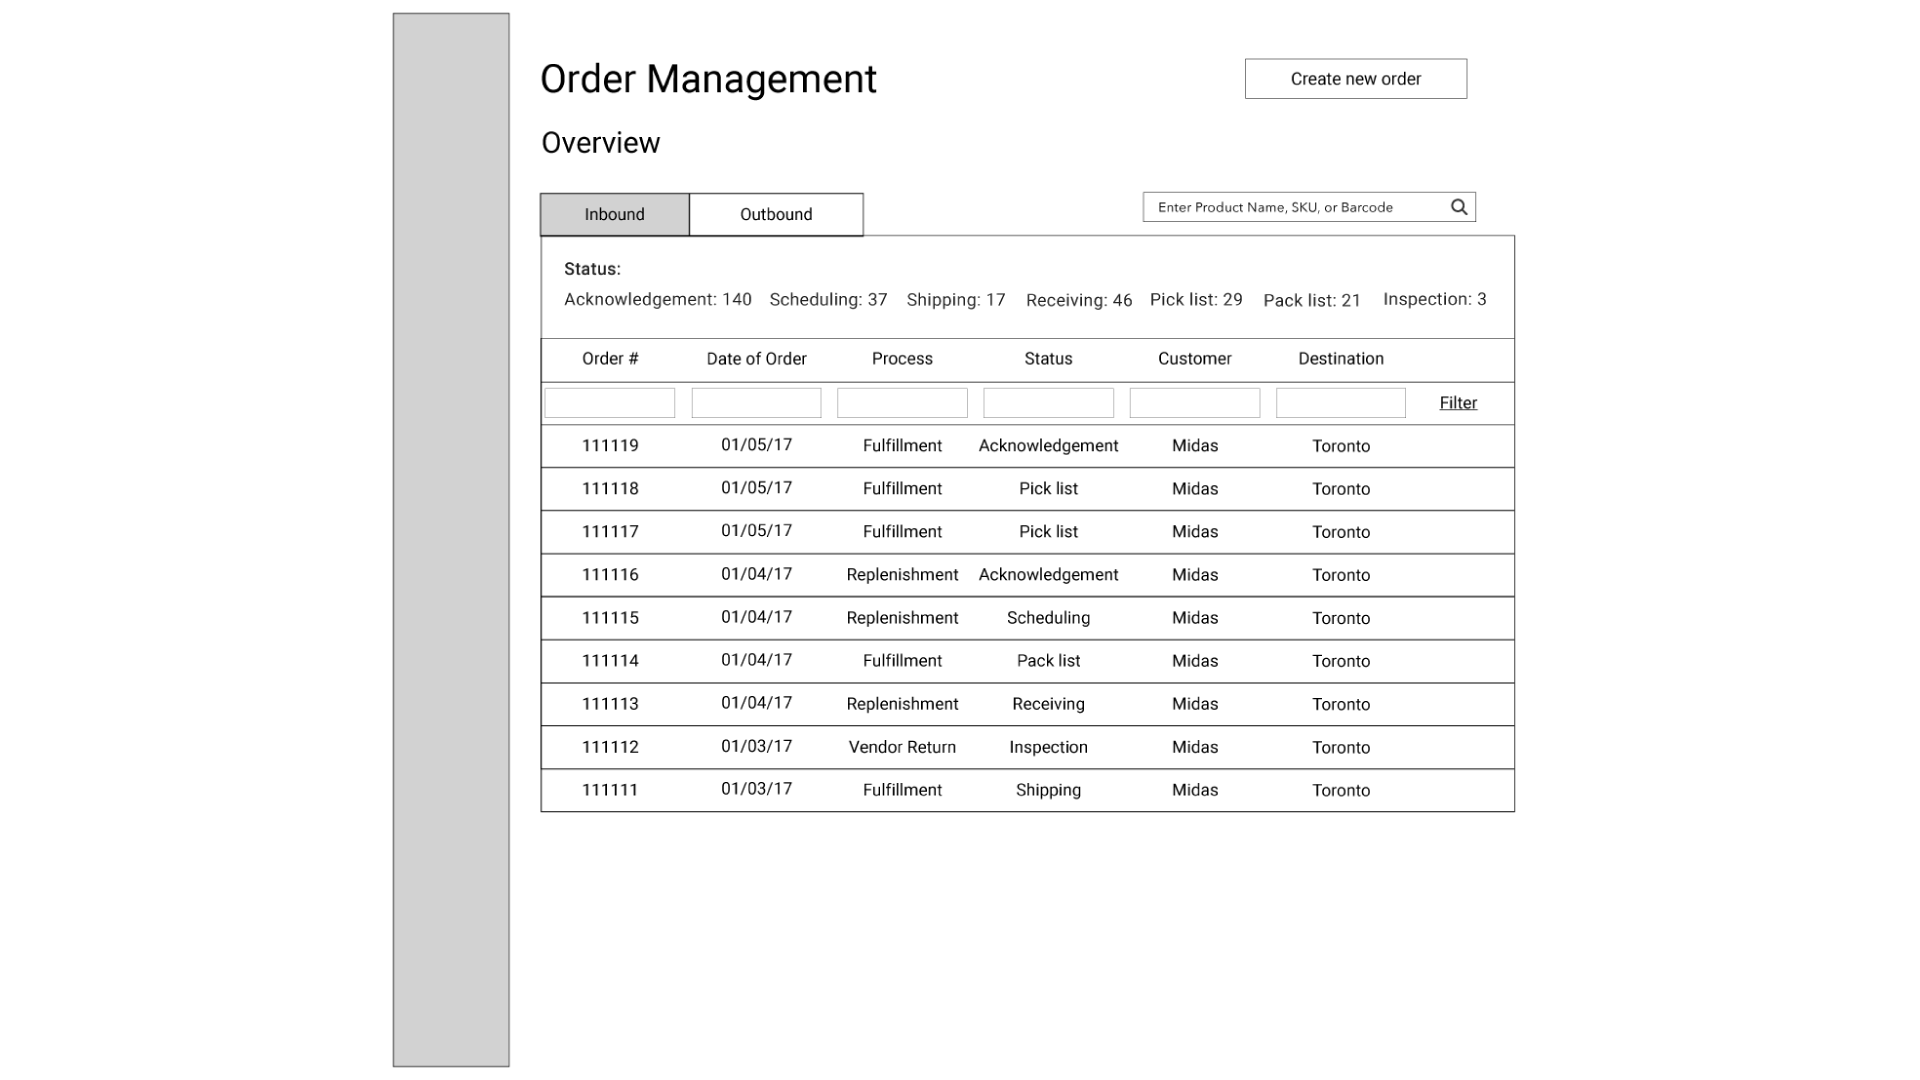 Order Management
Create new order
Overview
Inbound Outbound
Enter Product Name, SKU, or Barcode
Status:
Acknowledgement: 140 Scheduling: 37 Shipping: 17 Receiving: 46 Pick list: 29 Pack list: 21 Inspection: 3
Order # Date of Order Process Status Customer Destination
Filter
111119 01/05/17 Fulfillment Acknowledgement Midas Toronto
111118 01/05/17 Fulfillment Pick list Midas Toronto
111117 01/05/17 Fulfillment Pick list Midas Toronto
111116 01/04/17 Replenishment Acknowledgement Midas Toronto
111115 01/04/17 Replenishment Scheduling Midas Toronto
111114 01/04/17 Fulfillment Pack list Midas Toronto
111113 01/04/17 Replenishment Receiving Midas Toronto
111112 01/03/17 Vendor Return Inspection Midas Toronto
111111 01/03/17 Fulfillment Shipping Midas Toronto